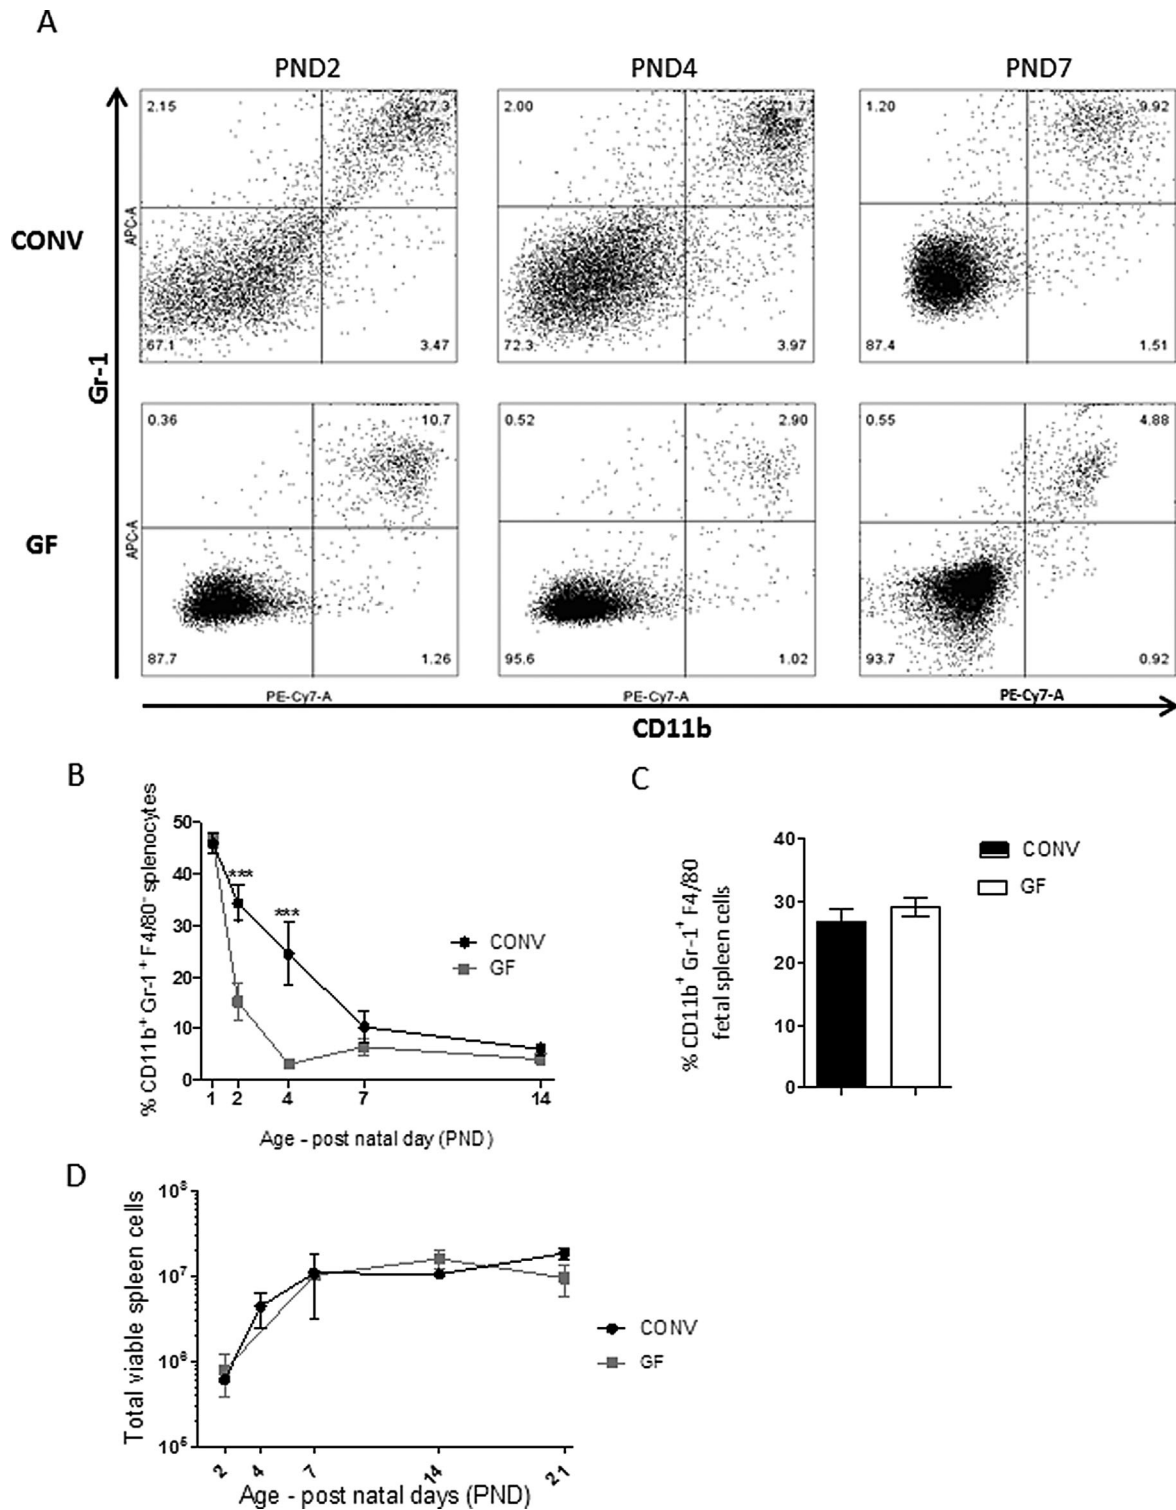 A
PND2 PND4 PND7
2.15 27.3 2.00 21.7 1.20 9.92
CONV
APC-A
67.1 3.47 72.3 3.97 87.4 1.51
Gr-1
0.36 10.7 0.52 2.90 0.55 4.88
GF
APC-A
87.7 1.26 95.6 1.02 93.7 0.92
PE-Cy7-A PE-Cy7-A PE-Cy7-A
CD11b
B
% CD11b⁺ Gr-1⁺ F4/80⁻ splenocytes
50
40
30
20
10
0
***
***
CONV
GF
1 2 4 7 14
Age - post natal day (PND)
C
% CD11b⁺ Gr-1⁺ F4/80
fetal spleen cells
40
30
20
10
0
CONV
GF
D
Total viable spleen cells
10⁸
10⁷
10⁶
10⁵
CONV
GF
2 4 7 14 21
Age - post natal days (PND)